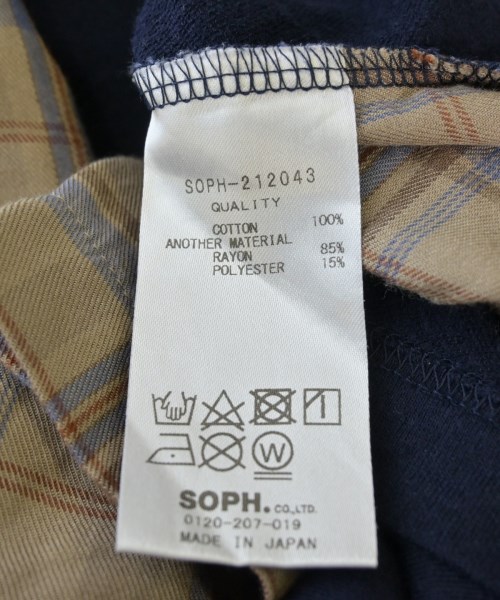 SOPH-212043
QUALITY
COTTON 100%
ANOTHER MATERIAL
RAYON 85%
POLYESTER 15%
W
SOPH. CO.,LTD.
0120-207-019
MADE IN JAPAN